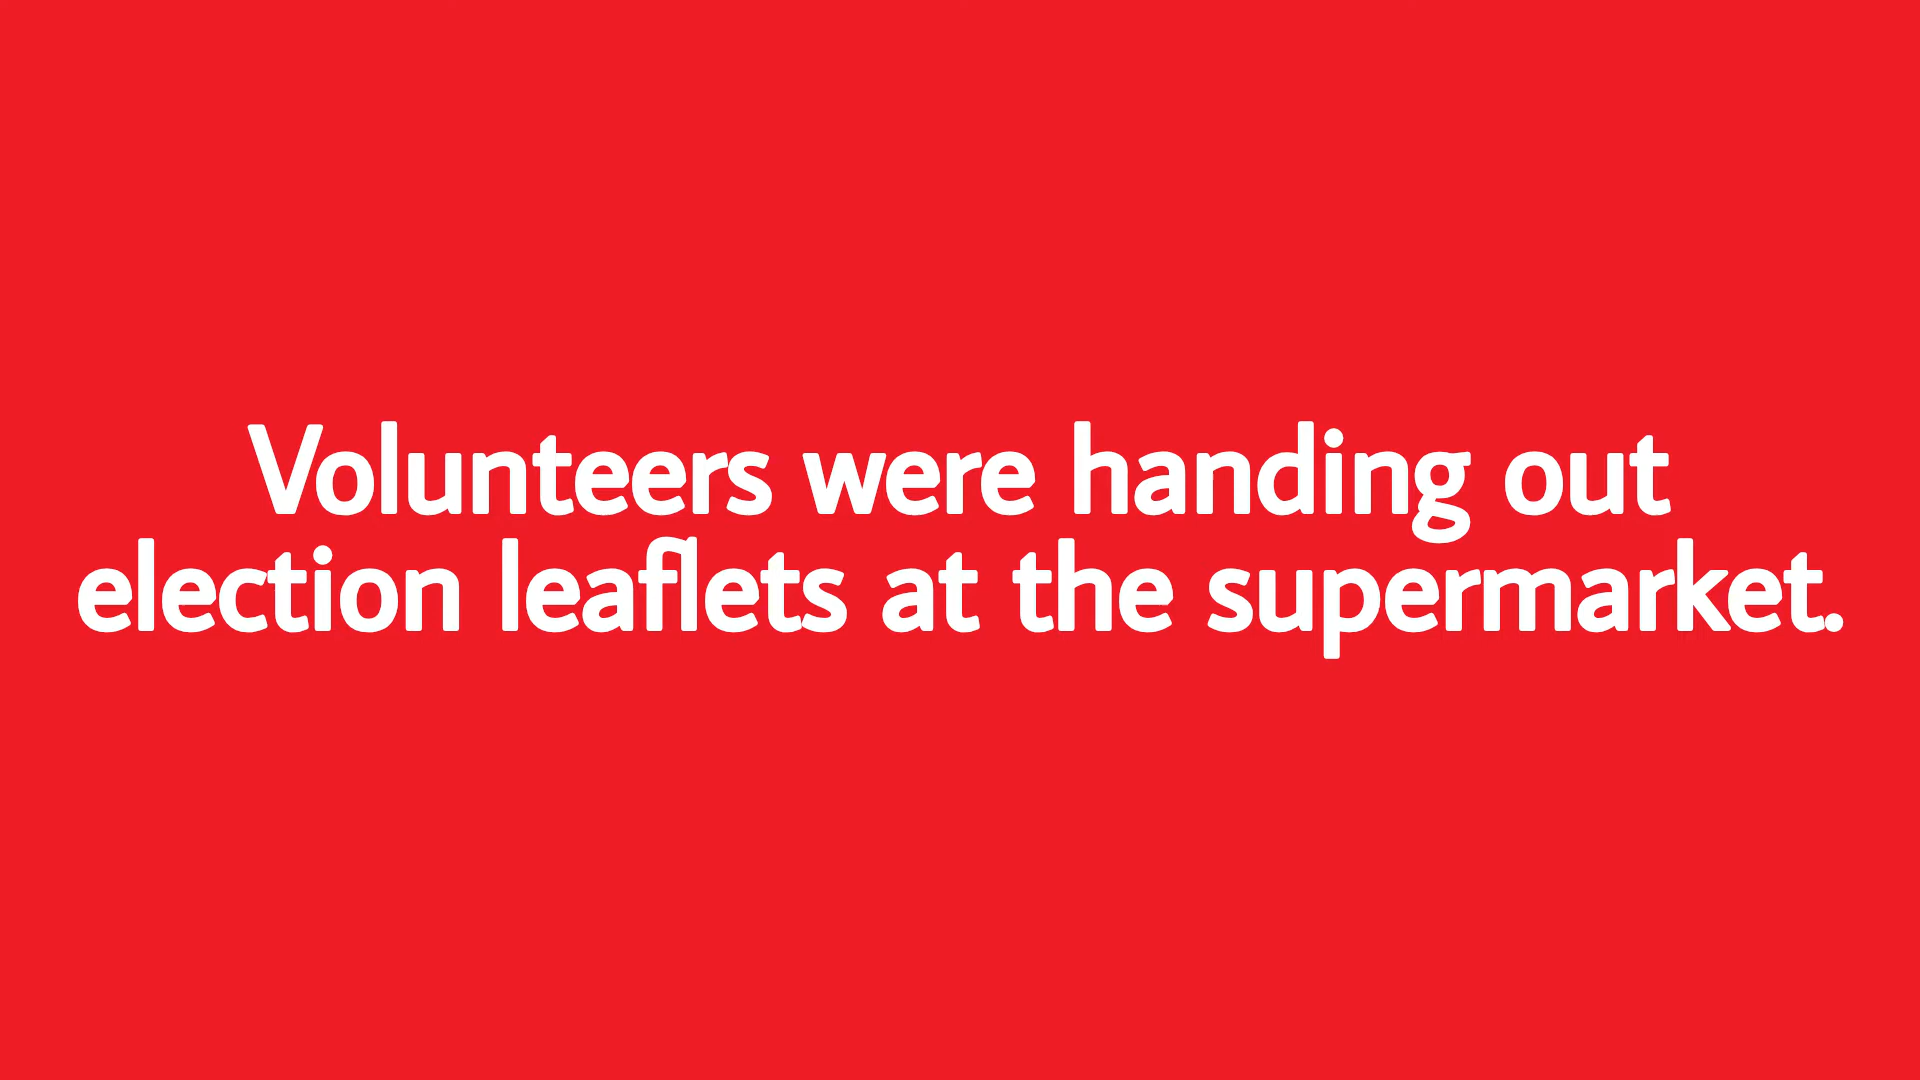 Volunteers were handing out
election leaflets at the supermarket.